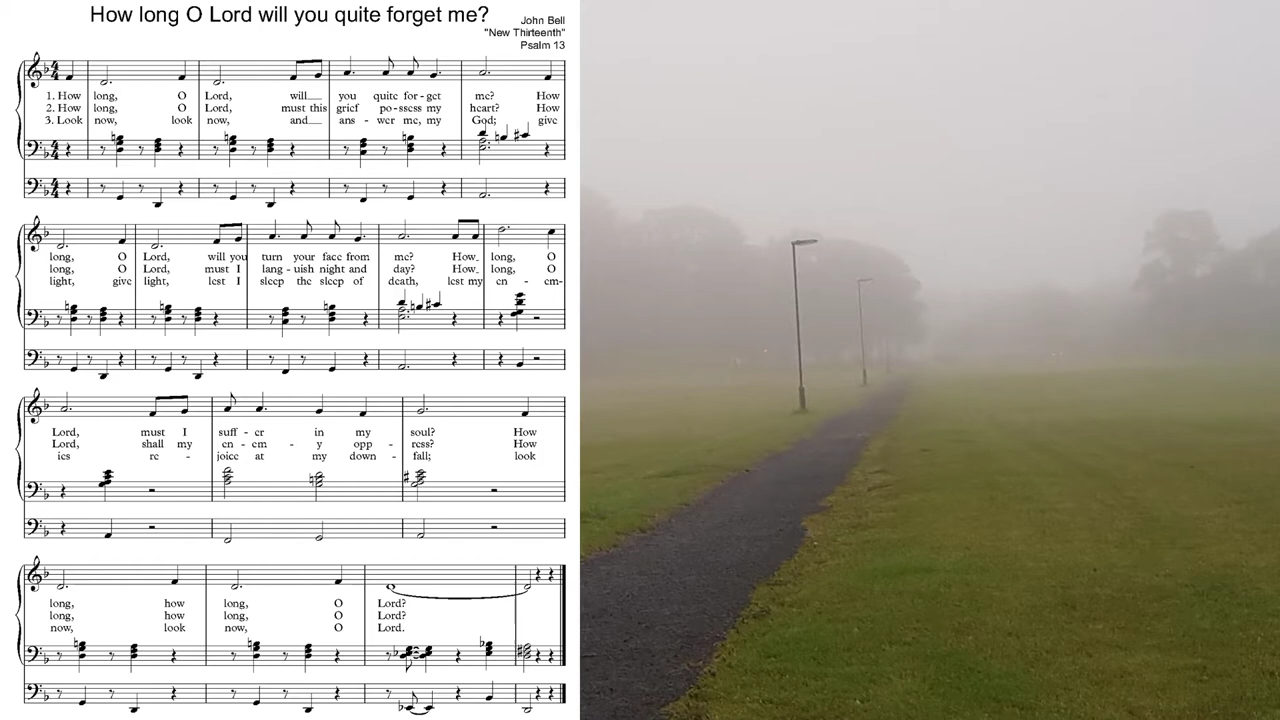 How long O Lord will you quite forget me?
John Bell
"New Thirteenth"
Psalm 13
1. How long, O Lord, will you quite for - get me? How
2. How long, O Lord, must this grief po - ssess my heart? How
3. Look now, look now, and ans - wer me, my God; give
long, O Lord, will you turn your face from me? How long, O
long, O Lord, must I lang - uish night and day? How long, O
light, give light, lest I sleep the sleep of death, lest my en - em-
Lord, must I suff - er in my soul? How
Lord, shall my en - em - y opp - ress? How
ies re - joice at my down - fall; look
long, how long, O Lord?
long, how long, O Lord?
now, look now, O Lord.